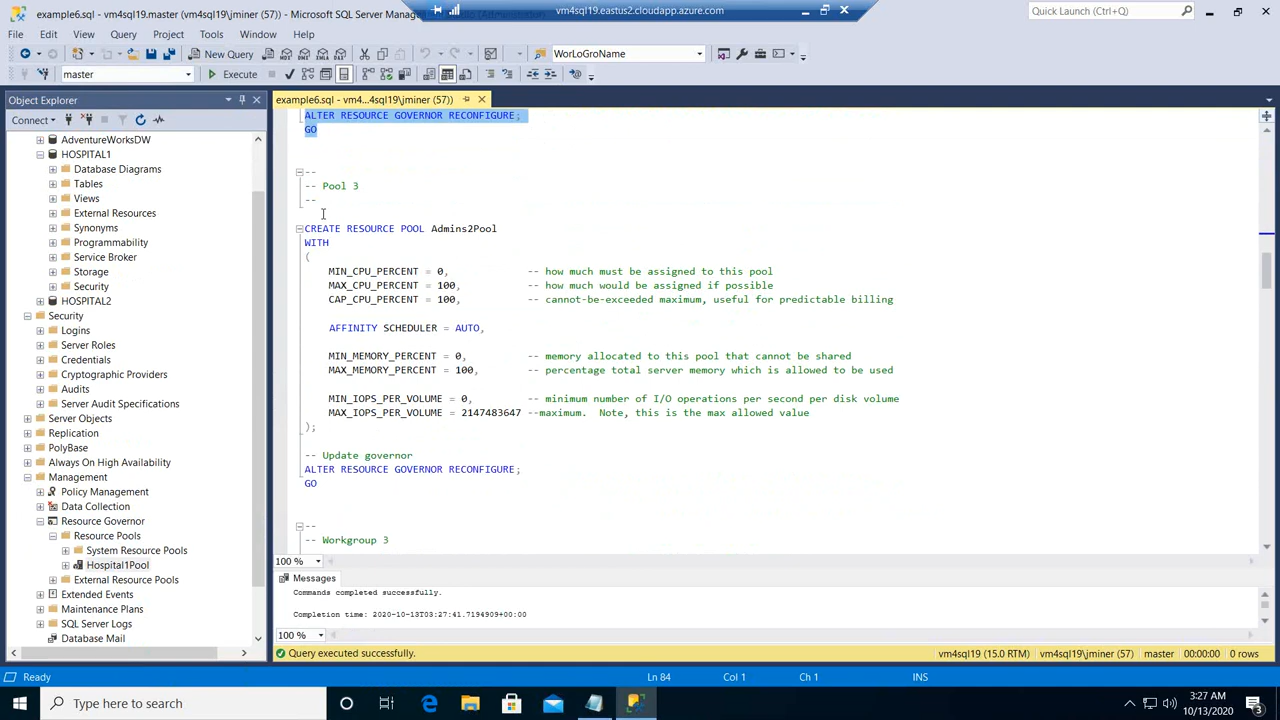 example6.sql - vm4sql19.master (vm4sql19\jminer (57)) - Microsoft SQL Server Management Studio (Administrator)
vm4sql19.eastus2.cloudapp.azure.com
Quick Launch (Ctrl+Q)
File Edit View Query Project Tools Window Help
New Query
WorLoGroName
master
Execute
Object Explorer
example6.sql - vm4...4sql19\jminer (57))
Connect
AdventureWorksDW
HOSPITAL1
Database Diagrams
Tables
Views
External Resources
Synonyms
Programmability
Service Broker
Storage
Security
HOSPITAL2
Security
Logins
Server Roles
Credentials
Cryptographic Providers
Audits
Server Audit Specifications
Server Objects
Replication
PolyBase
Always On High Availability
Management
Policy Management
Data Collection
Resource Governor
Resource Pools
System Resource Pools
Hospital1Pool
External Resource Pools
Extended Events
Maintenance Plans
SQL Server Logs
Database Mail
ALTER RESOURCE GOVERNOR RECONFIGURE;
GO
--
-- Pool 3
--
CREATE RESOURCE POOL Admins2Pool
WITH
(
MIN_CPU_PERCENT = 0, -- how much must be assigned to this pool
MAX_CPU_PERCENT = 100, -- how much would be assigned if possible
CAP_CPU_PERCENT = 100, -- cannot-be-exceeded maximum, useful for predictable billing
AFFINITY SCHEDULER = AUTO,
MIN_MEMORY_PERCENT = 0, -- memory allocated to this pool that cannot be shared
MAX_MEMORY_PERCENT = 100, -- percentage total server memory which is allowed to be used
MIN_IOPS_PER_VOLUME = 0, -- minimum number of I/O operations per second per disk volume
MAX_IOPS_PER_VOLUME = 2147483647 --maximum. Note, this is the max allowed value
);
-- Update governor
ALTER RESOURCE GOVERNOR RECONFIGURE;
GO
--
-- Workgroup 3
100 %
Messages
Commands completed successfully.
Completion time: 2020-10-13T03:27:41.7194909+00:00
100 %
Query executed successfully.
vm4sql19 (15.0 RTM) vm4sql19\jminer (57) master 00:00:00 0 rows
Ready
Ln 84 Col 1 Ch 1 INS
Type here to search
3:27 AM
10/13/2020
3